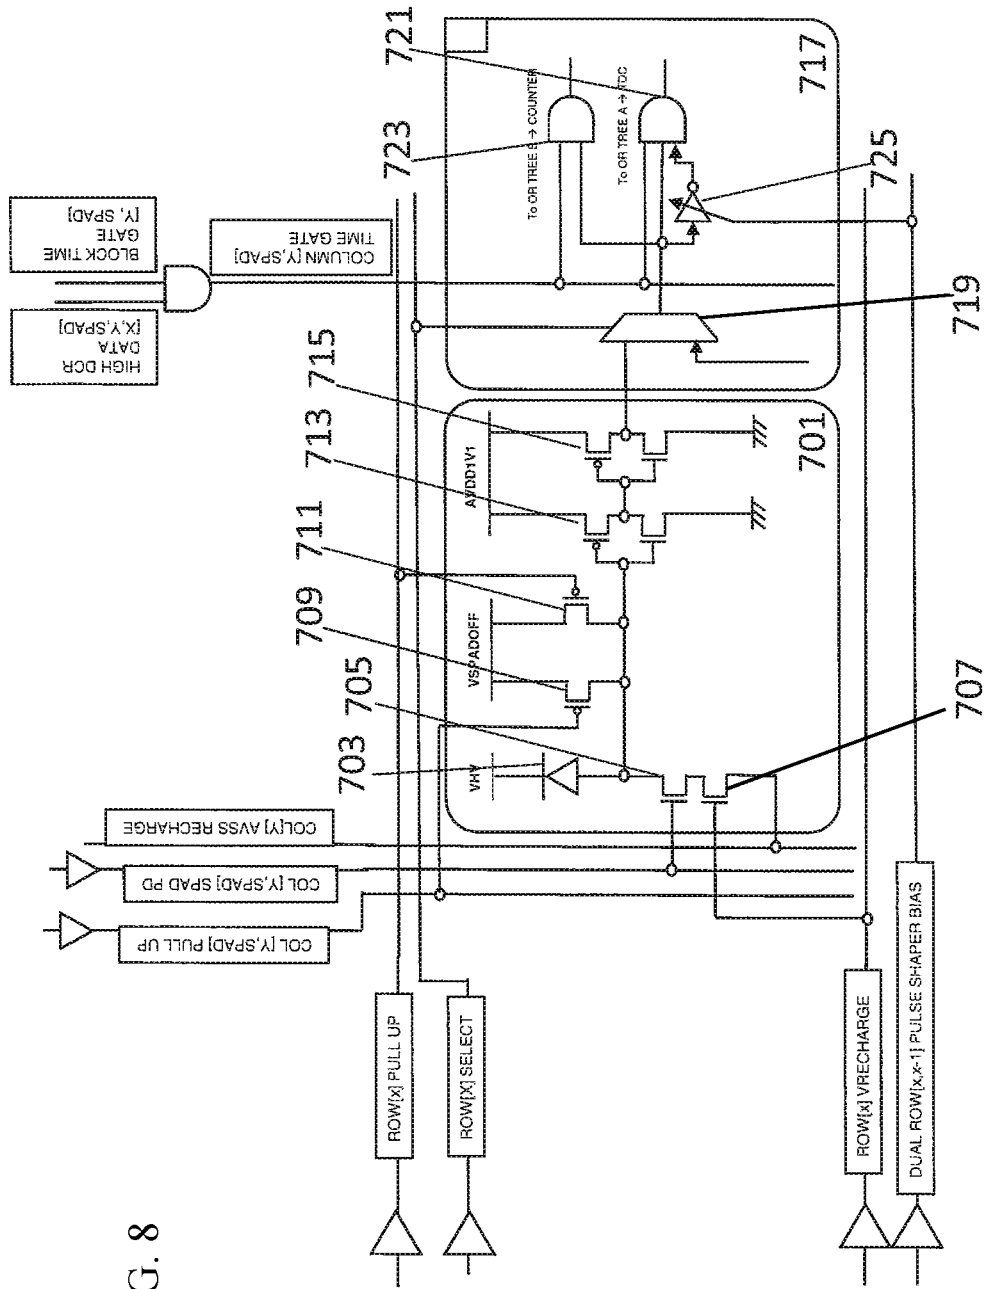 721
723
To OR TREE B → COUNTER
To OR TREE A → TDC
717
725
BLOCK TIME
GATE
[Y, SPAD]
HIGH DCR
DATA
[X,Y,SPAD]
COLUMN [Y,SPAD]
TIME GATE
719
715
713
711
709
705
703
AVDD1V1
VSPADOFF
VHV
701
707
COL[Y] AVSS RECHARGE
COL [Y,SPAD] SPAD PD
COL[Y,SPAD] PULL UP
ROW[x] PULL UP
ROW[X] SELECT
ROW[x] VRECHARGE
DUAL ROW[x,x-1] PULSE SHAPER BIAS
G. 8